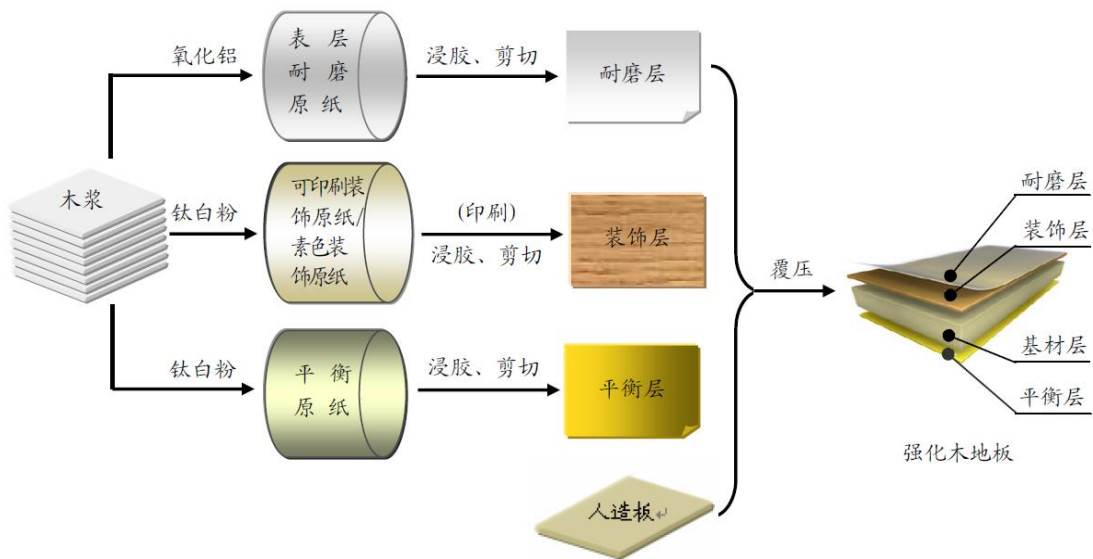 木浆
氧化铝
表 层
耐 磨
原 纸
浸胶、剪切
耐磨层
钛白粉
可印刷装
饰原纸/
素色装
饰原纸
(印刷)
浸胶、剪切
装饰层
钛白粉
平 衡
原 纸
浸胶、剪切
平衡层
人造板↵
覆压
耐磨层
装饰层
基材层
平衡层
强化木地板